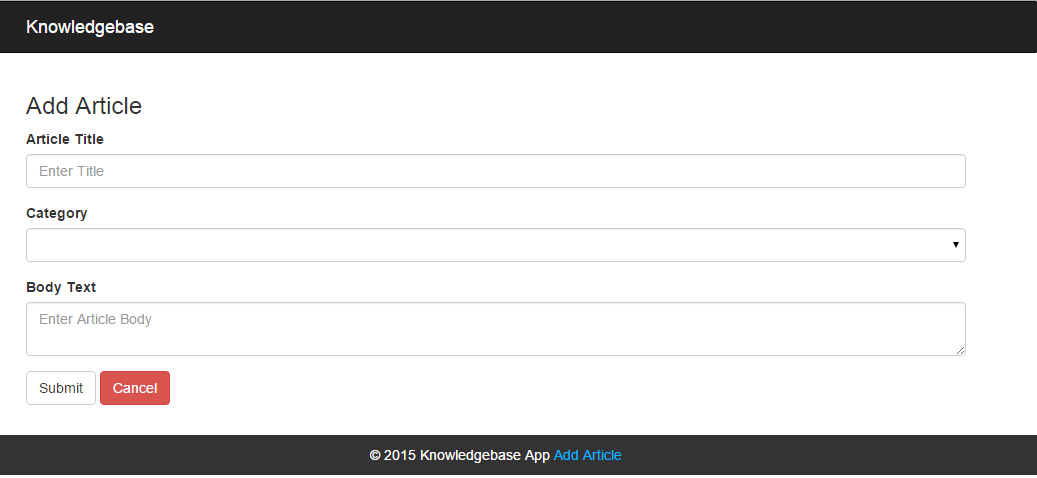 Knowledgebase
Add Article
Article Title
Enter Title
Category
Body Text
Enter Article Body
Submit Cancel
© 2015 Knowledgebase App Add Article